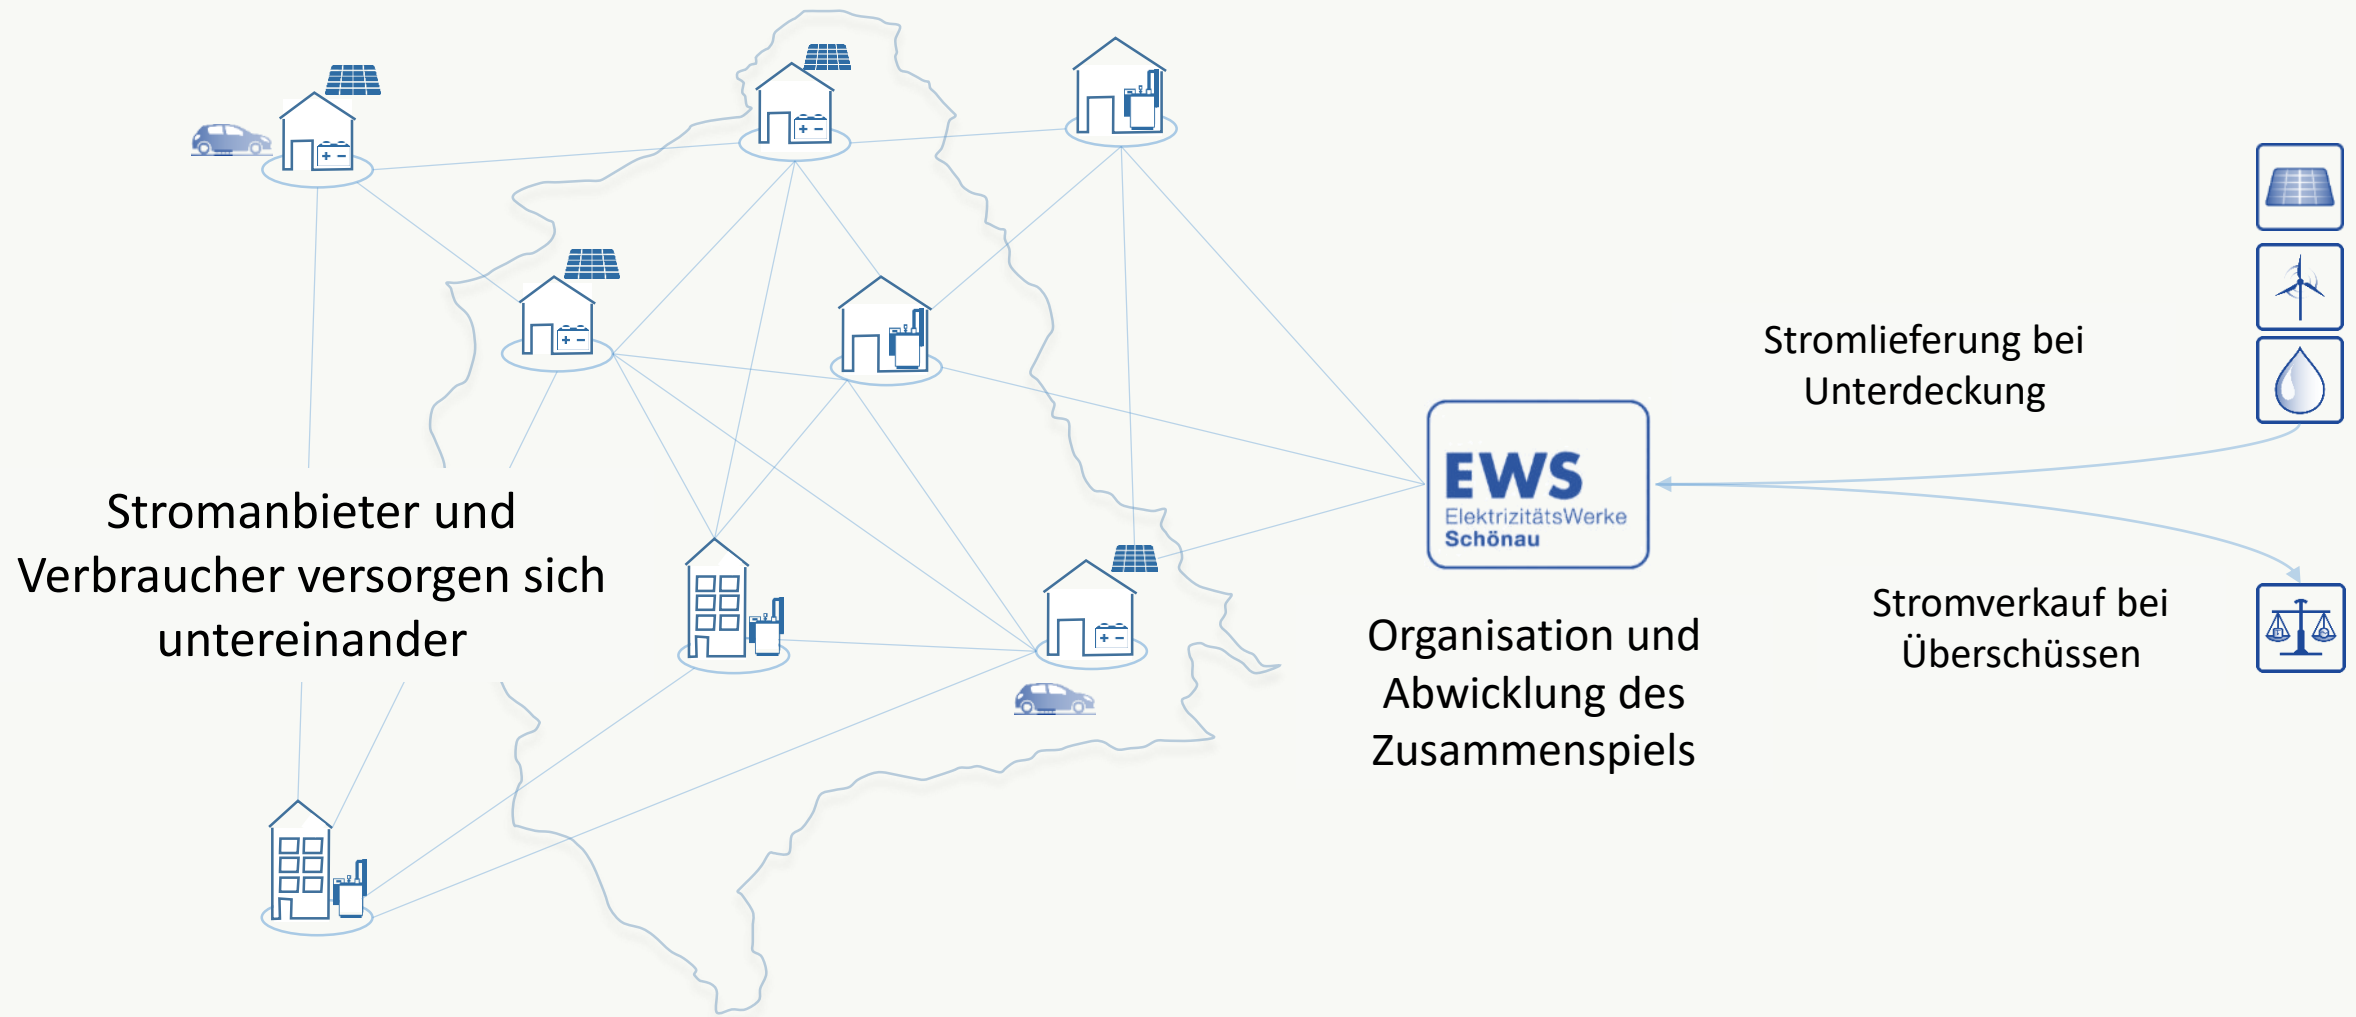 Stromanbieter und
Verbraucher versorgen sich
untereinander
EWS
ElektrizitätsWerke
Schönau
Organisation und
Abwicklung des
Zusammenspiels
Stromlieferung bei
Unterdeckung
Stromverkauf bei
Überschüssen